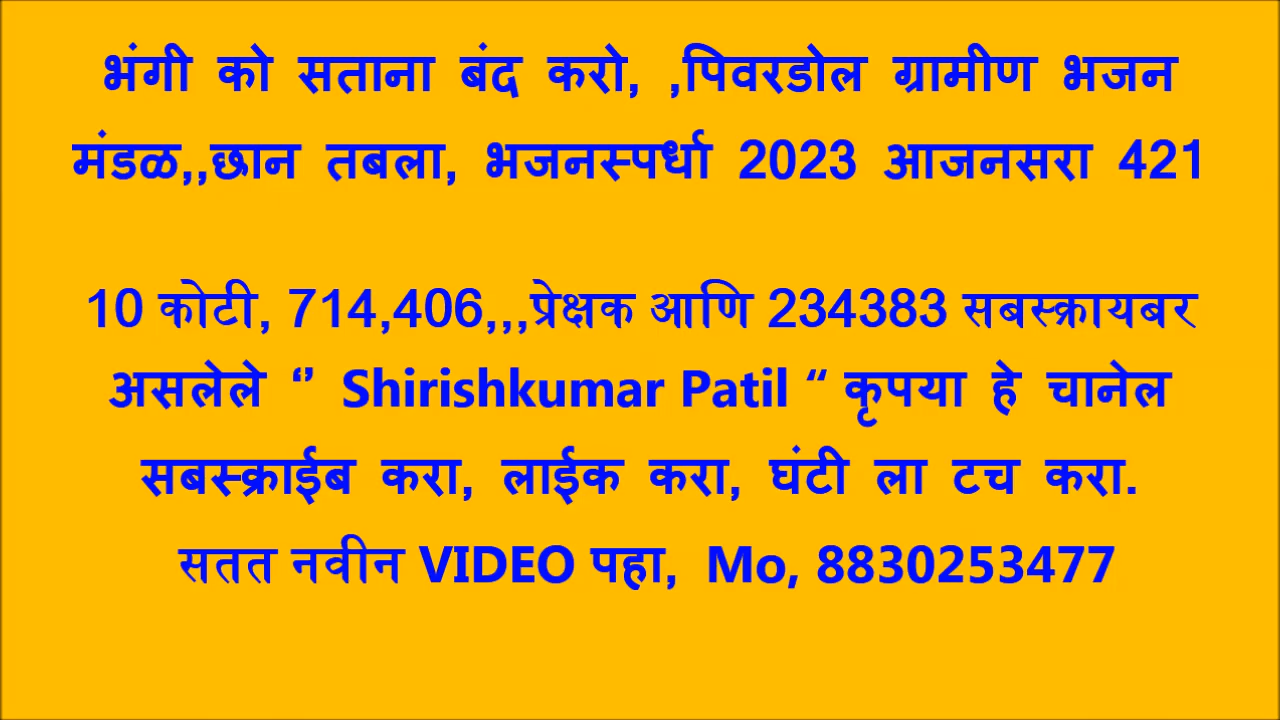 भंगी को सताना बंद करो, ,पिवरडोल ग्रामीण भजन
मंडळ,,छान तबला, भजनस्पर्धा 2023 आजनसरा 421
10 कोटी, 714,406,,,प्रेक्षक आणि 234383 सबस्क्रायबर
असलेले ‘’ Shirishkumar Patil “ कृपया हे चानेल
सबस्क्राईब करा, लाईक करा, घंटी ला टच करा.
सतत नवीन VIDEO पहा, Mo, 8830253477